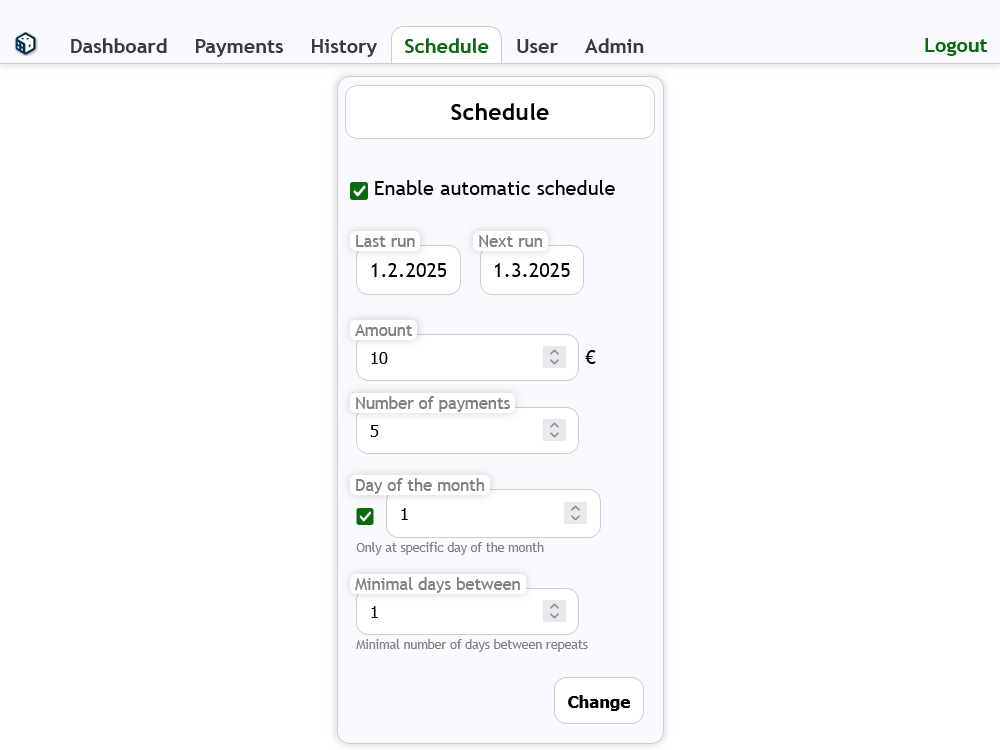 Dashboard Payments History Schedule User Admin Logout
Schedule
Enable automatic schedule
Last run Next run
1.2.2025 1.3.2025
Amount
10 €
Number of payments
5
Day of the month
1
Only at specific day of the month
Minimal days between
1
Minimal number of days between repeats
Change